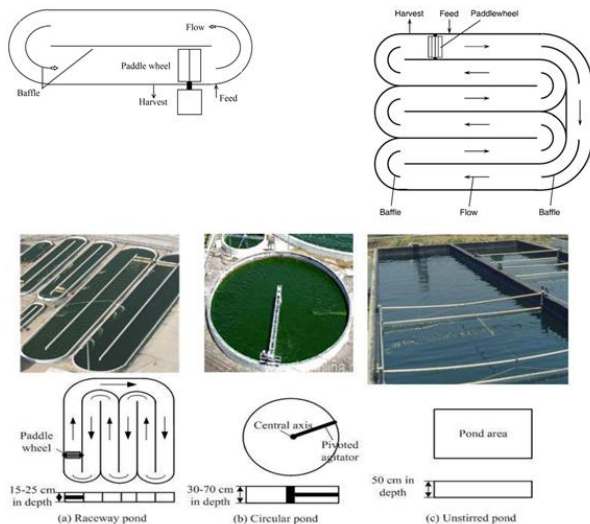 Flow
Paddle wheel
Baffle
Harvest
Feed
Harvest Feed
Paddlewheel
Baffle
Flow
Baffle
Paddle
wheel
15-25 cm
in depth
(a) Raceway pond
Central axis
Pivoted
agitator
30-70 cm
in depth
(b) Circular pond
Pond area
50 cm
in depth
(c) Unstirred pond